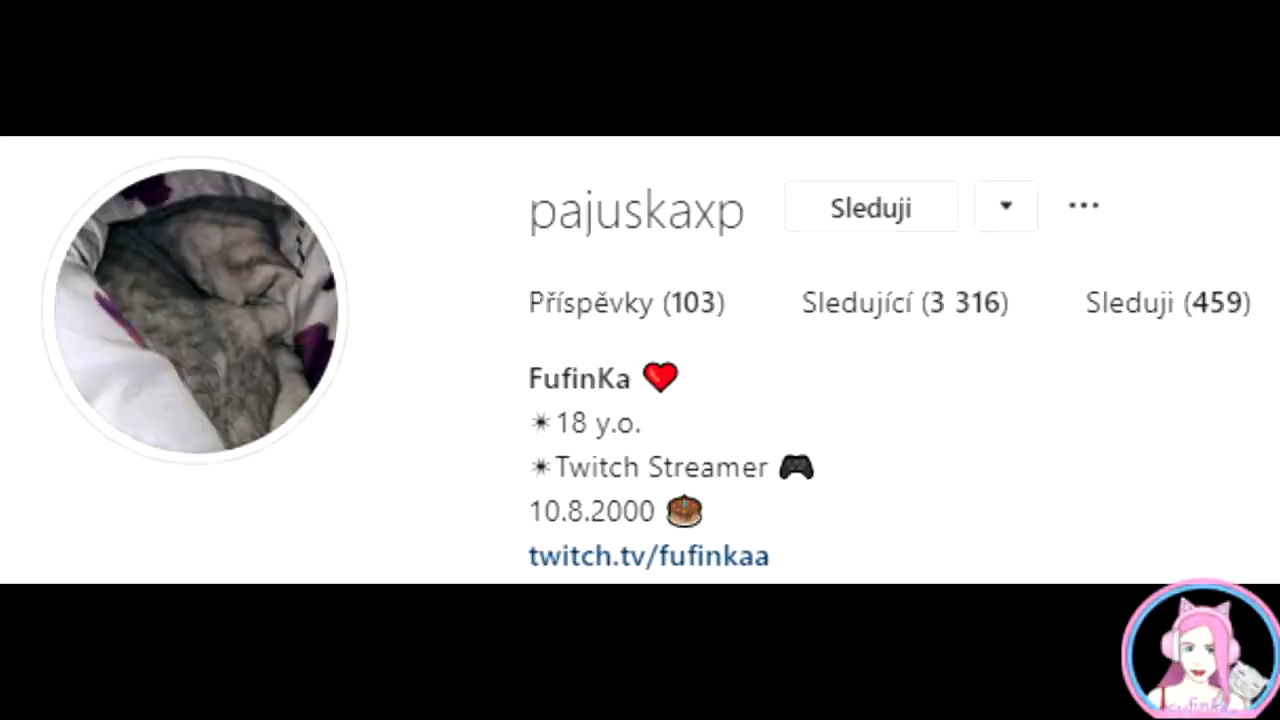 pajuskaxp Sleduji
Příspěvky (103) Sledující (3 316) Sleduji (459)
FufinKa ❤️
✴18 y.o.
✴Twitch Streamer 🎮
10.8.2000 🎂
twitch.tv/fufinkaa